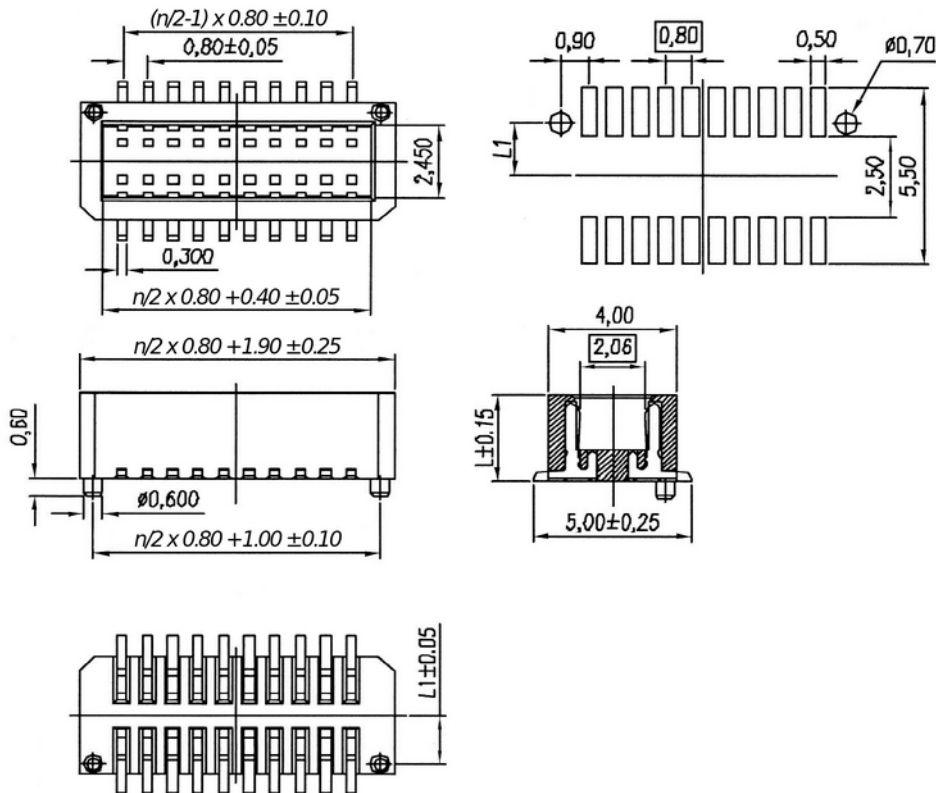 (n/2-1) x 0.80 ±0.10
0,80±0,05
2,450
0,300
n/2 x 0.80 +0.40 ±0.05
0,90
0,80
0,50
ø0,70
L1
2,50
5,50
n/2 x 0.80 +1.90 ±0.25
0,60
ø0,600
n/2 x 0.80 +1.00 ±0.10
4,00
2,06
L±0.15
5,00±0,25
L1±0.05